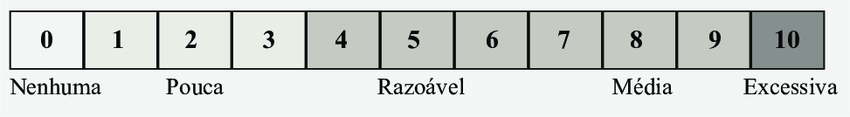 0 1 2 3 4 5 6 7 8 9 10
Nenhuma Pouca Razoável Média Excessiva